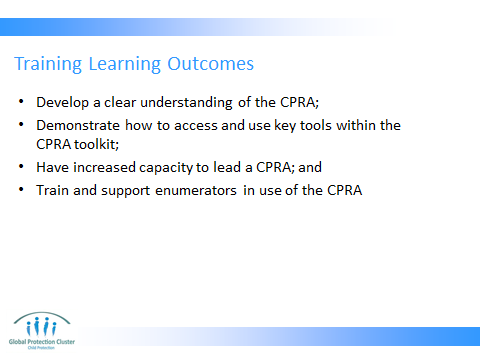 Training Learning Outcomes
• Develop a clear understanding of the CPRA;
• Demonstrate how to access and use key tools within the
CPRA toolkit;
• Have increased capacity to lead a CPRA; and
• Train and support enumerators in use of the CPRA
Global Protection Cluster
Child Protection